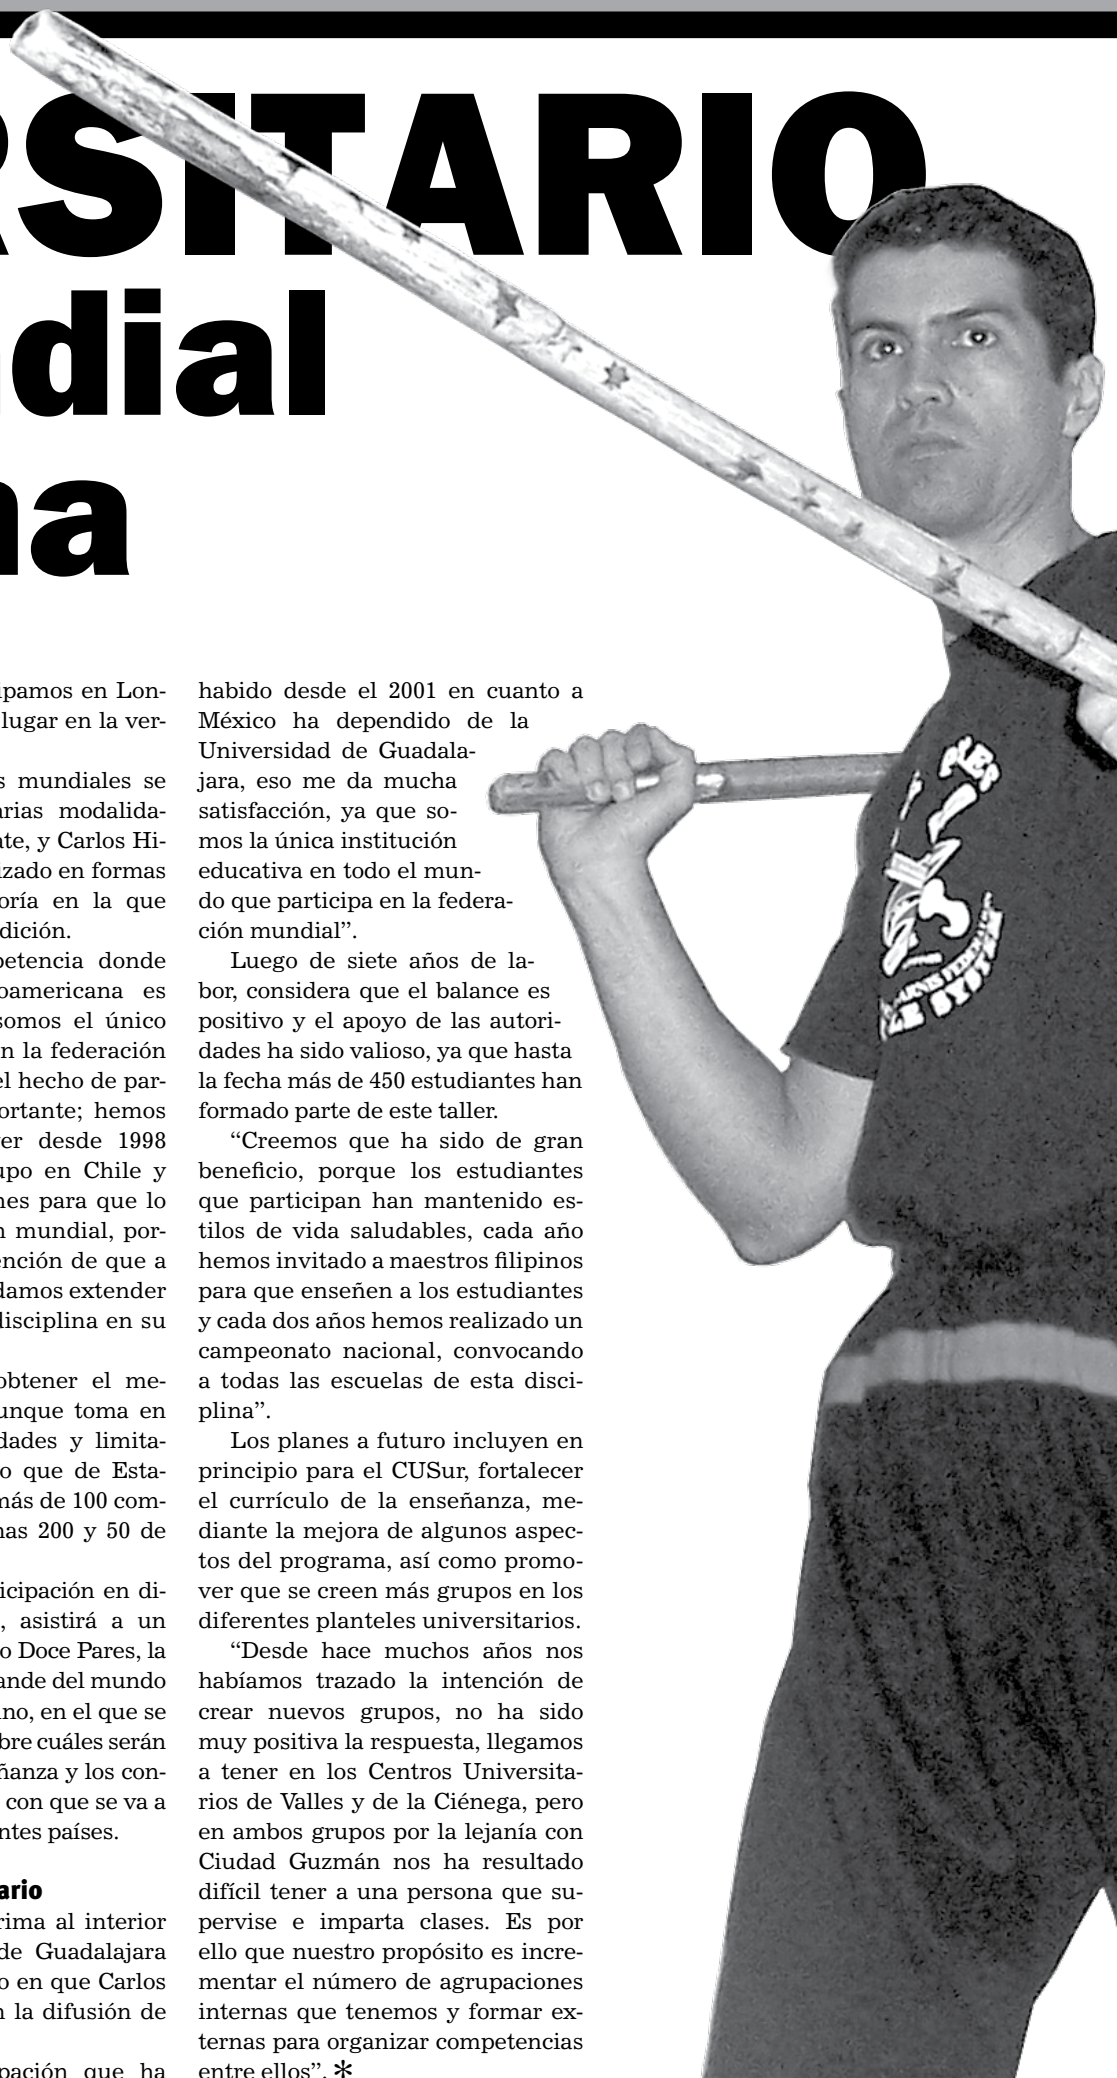 RSITARIO
ndial
na
ipamos en Lon-
lugar en la ver-
s mundiales se
arias modalida-
ate, y Carlos Hi-
izado en formas
oría en la que
dición.
petencia donde
oamericana es
somos el único
n la federación
el hecho de par-
ortante; hemos
er desde 1998
upo en Chile y
nes para que lo
n mundial, por-
ención de que a
damos extender
disciplina en su
obtener el me-
unque toma en
dades y limita-
o que de Esta-
más de 100 com-
nas 200 y 50 de
ticipación en di-
, asistirá a un
o Doce Pares, la
ande del mundo
ino, en el que se
bre cuáles serán
ñanza y los con-
con que se va a
ntes países.
ario
rima al interior
de Guadalajara
o en que Carlos
n la difusión de
pación que ha
habido desde el 2001 en cuanto a
México ha dependido de la
Universidad de Guadala-
jara, eso me da mucha
satisfacción, ya que so-
mos la única institución
educativa en todo el mun-
do que participa en la federa-
ción mundial”.
Luego de siete años de la-
bor, considera que el balance es
positivo y el apoyo de las autori-
dades ha sido valioso, ya que hasta
la fecha más de 450 estudiantes han
formado parte de este taller.
“Creemos que ha sido de gran
beneficio, porque los estudiantes
que participan han mantenido es-
tilos de vida saludables, cada año
hemos invitado a maestros filipinos
para que enseñen a los estudiantes
y cada dos años hemos realizado un
campeonato nacional, convocando
a todas las escuelas de esta disci-
plina”.
Los planes a futuro incluyen en
principio para el CUSur, fortalecer
el currículo de la enseñanza, me-
diante la mejora de algunos aspec-
tos del programa, así como promo-
ver que se creen más grupos en los
diferentes planteles universitarios.
“Desde hace muchos años nos
habíamos trazado la intención de
crear nuevos grupos, no ha sido
muy positiva la respuesta, llegamos
a tener en los Centros Universita-
rios de Valles y de la Ciénega, pero
en ambos grupos por la lejanía con
Ciudad Guzmán nos ha resultado
difícil tener a una persona que su-
pervise e imparta clases. Es por
ello que nuestro propósito es incre-
mentar el número de agrupaciones
internas que tenemos y formar ex-
ternas para organizar competencias
entre ellos”. *
SYSTEM